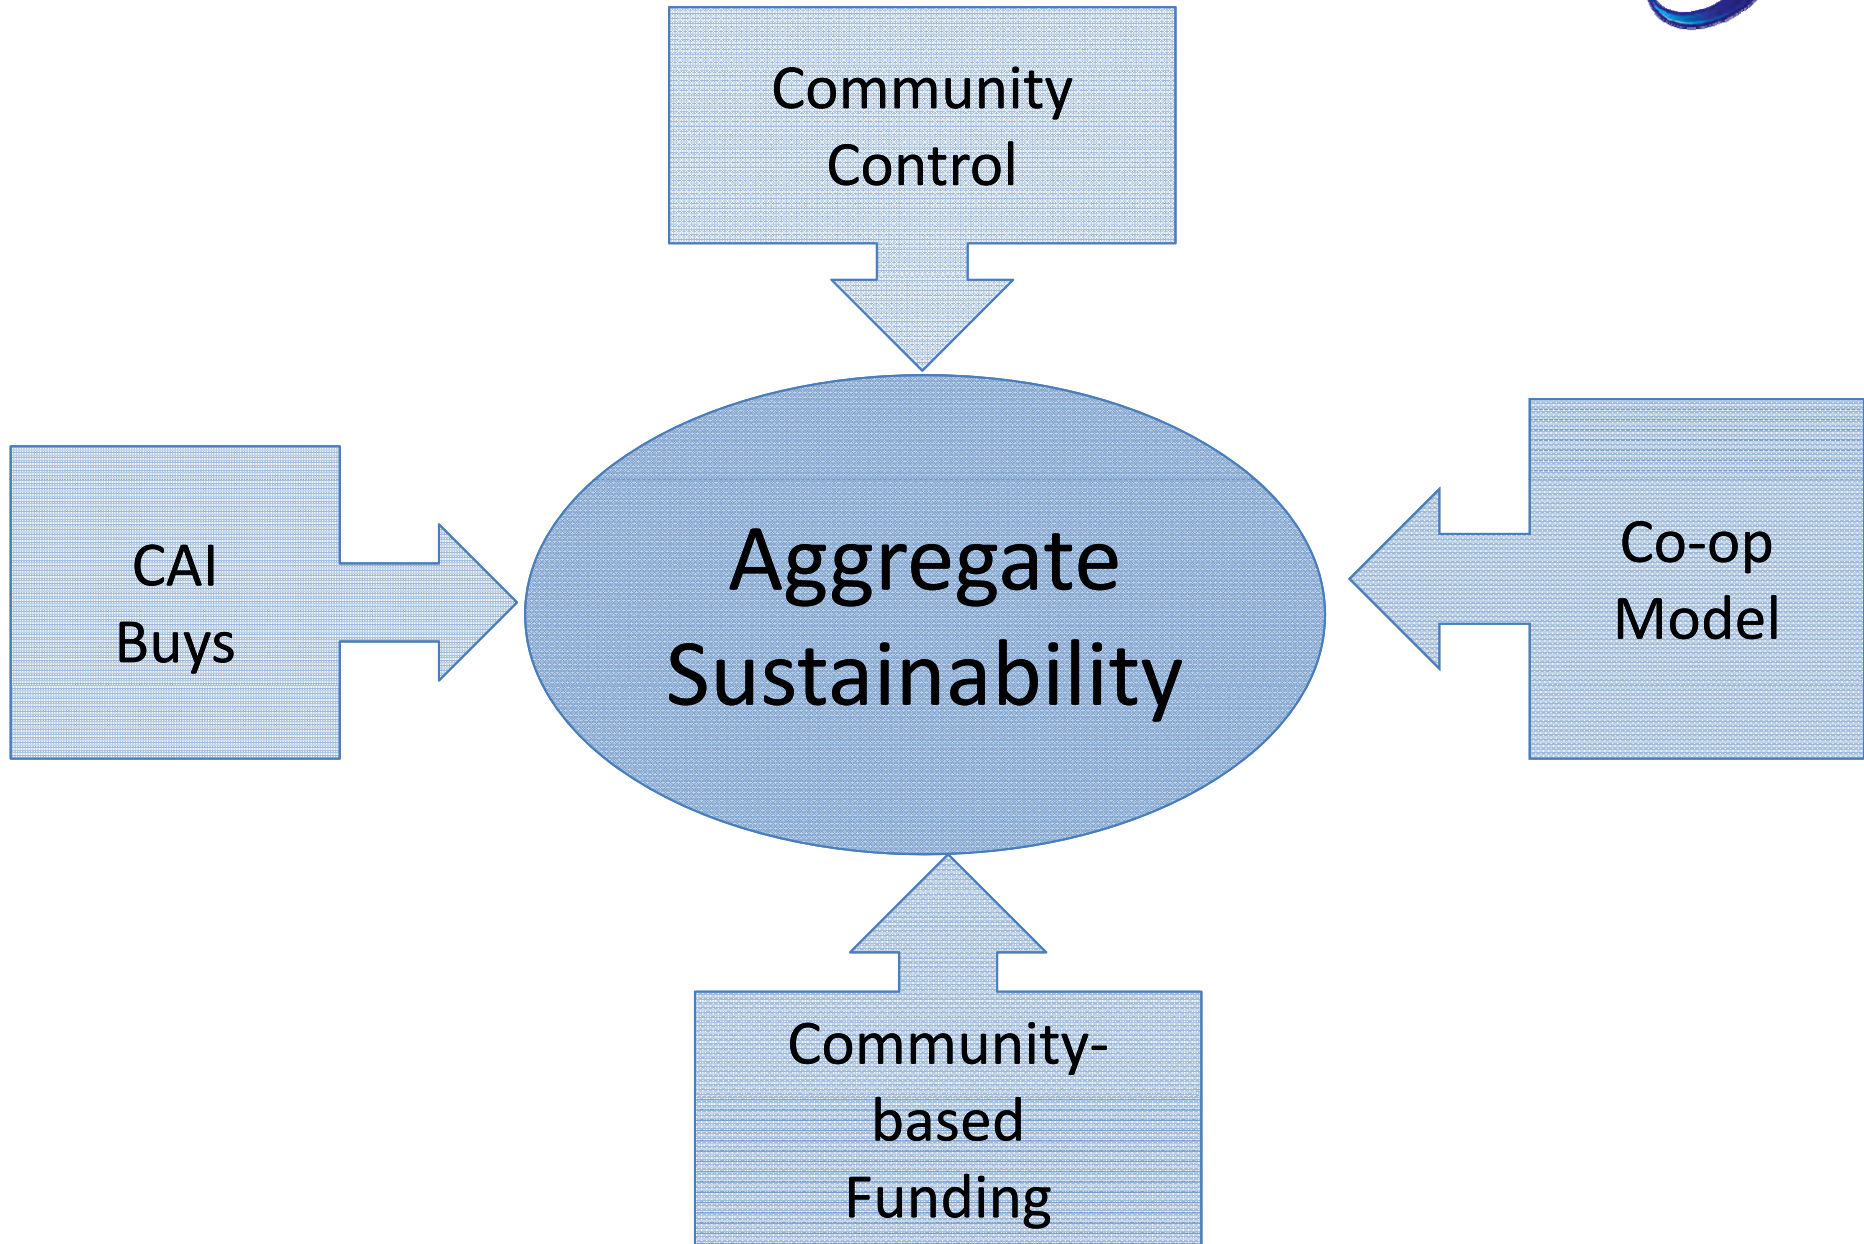 Community
Control
CAI
Buys
Aggregate
Sustainability
Co-op
Model
Community-
based
Funding